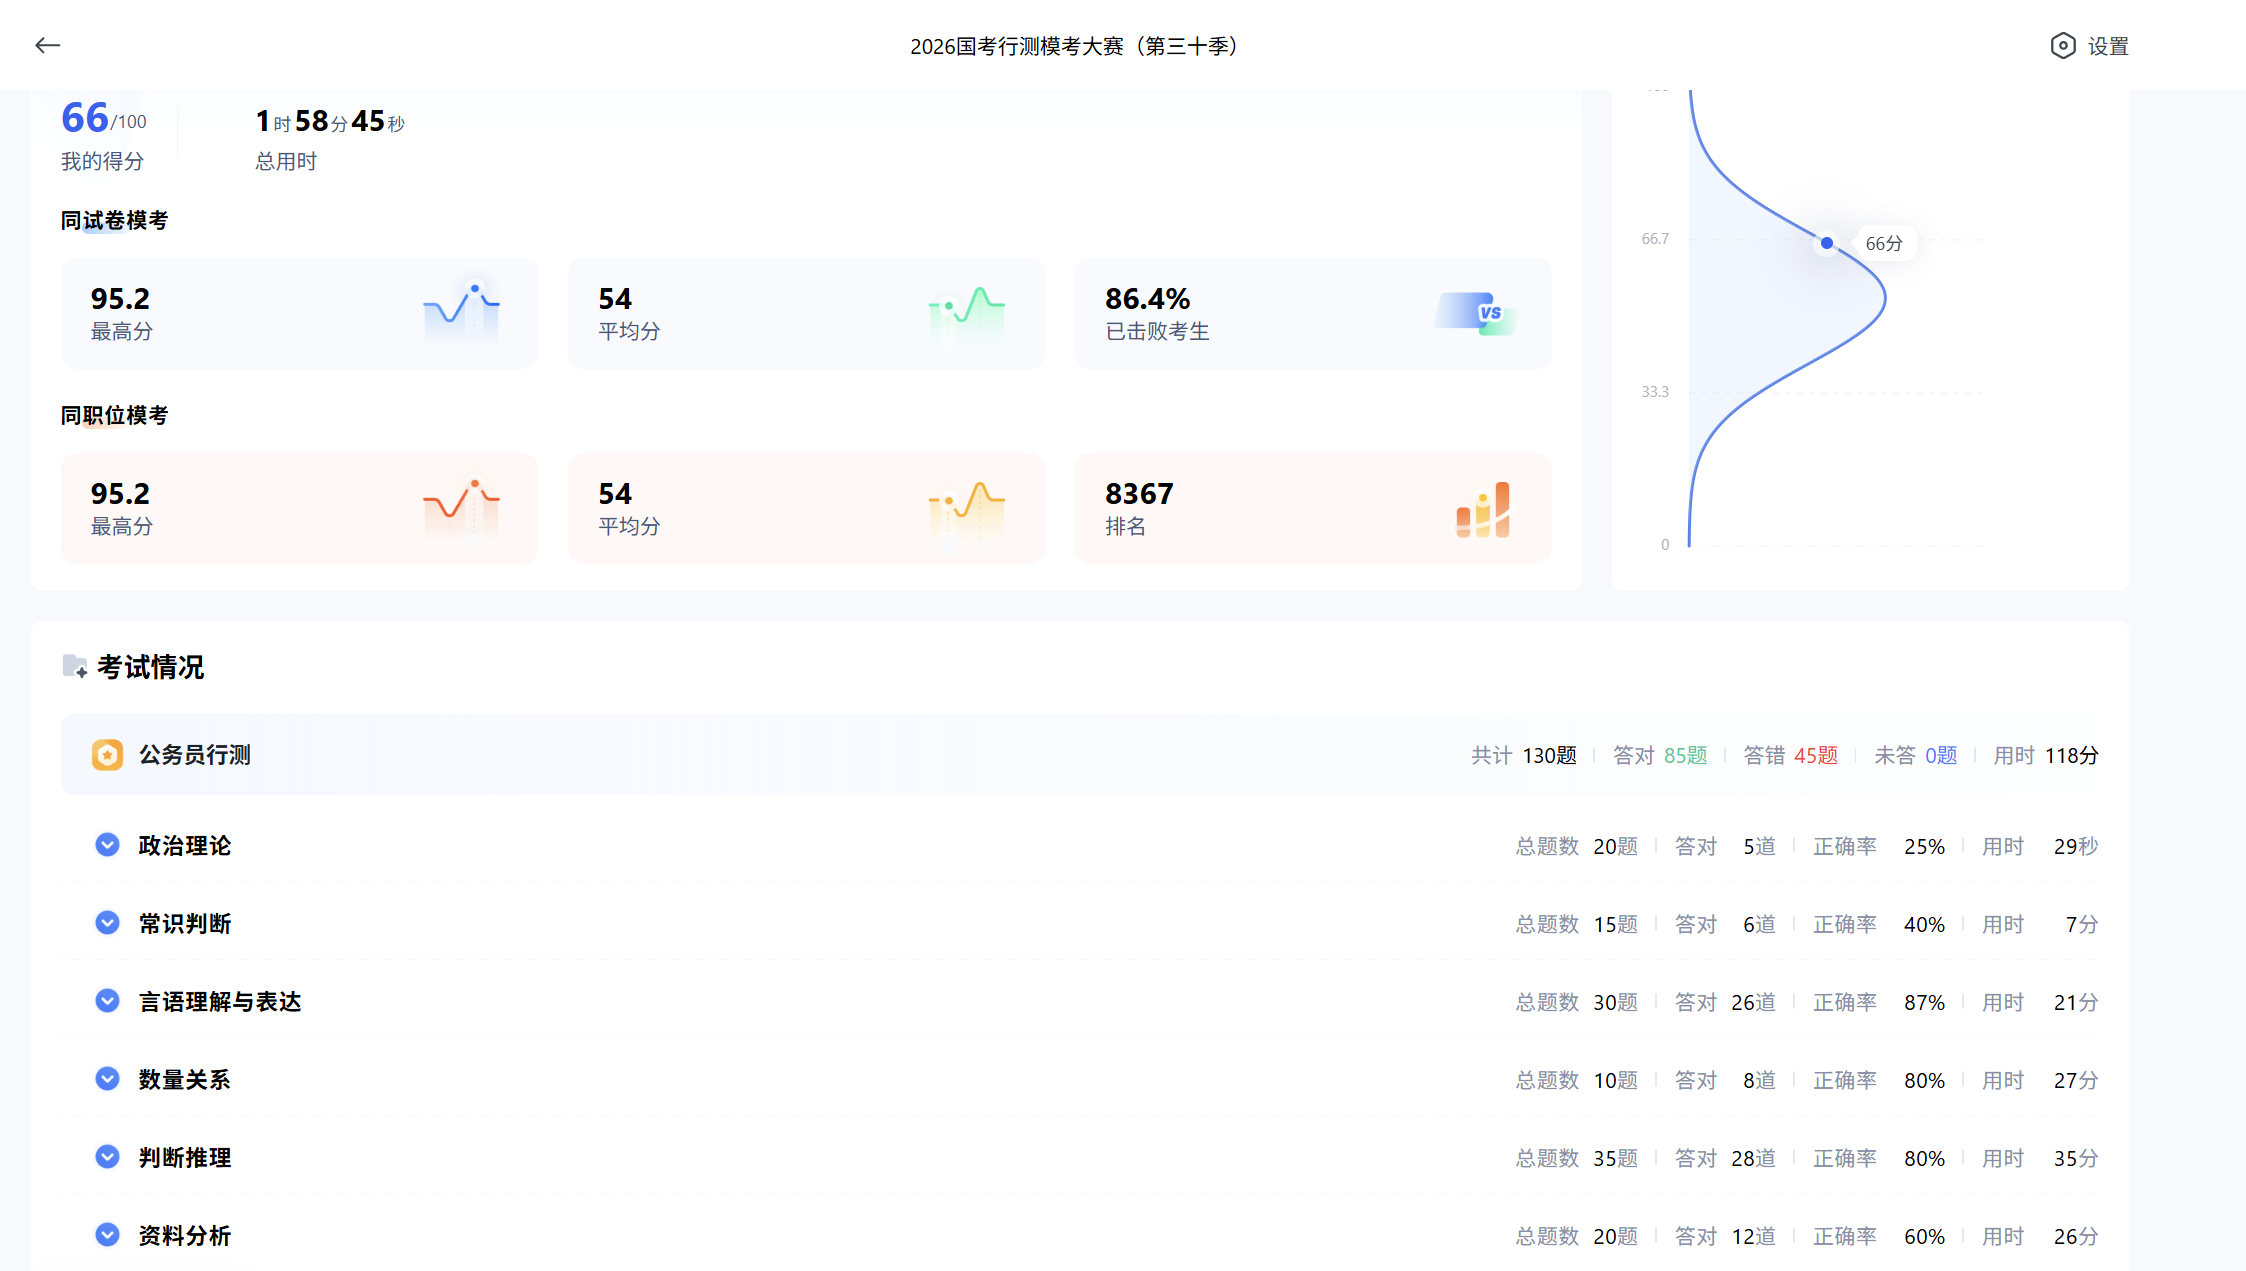 2026国考行测模考大赛（第三十季）
设置
66/100
我的得分
1时58分45秒
总用时
同试卷模考
95.2
最高分
54
平均分
86.4%
已击败考生
VS
同职位模考
95.2
最高分
54
平均分
8367
排名
66.7
66分
33.3
0
考试情况
公务员行测
共计 130题 答对 85题 答错 45题 未答 0题 用时 118分
政治理论 总题数 20题 答对 5道 正确率 25% 用时 29秒
常识判断 总题数 15题 答对 6道 正确率 40% 用时 7分
言语理解与表达 总题数 30题 答对 26道 正确率 87% 用时 21分
数量关系 总题数 10题 答对 8道 正确率 80% 用时 27分
判断推理 总题数 35题 答对 28道 正确率 80% 用时 35分
资料分析 总题数 20题 答对 12道 正确率 60% 用时 26分